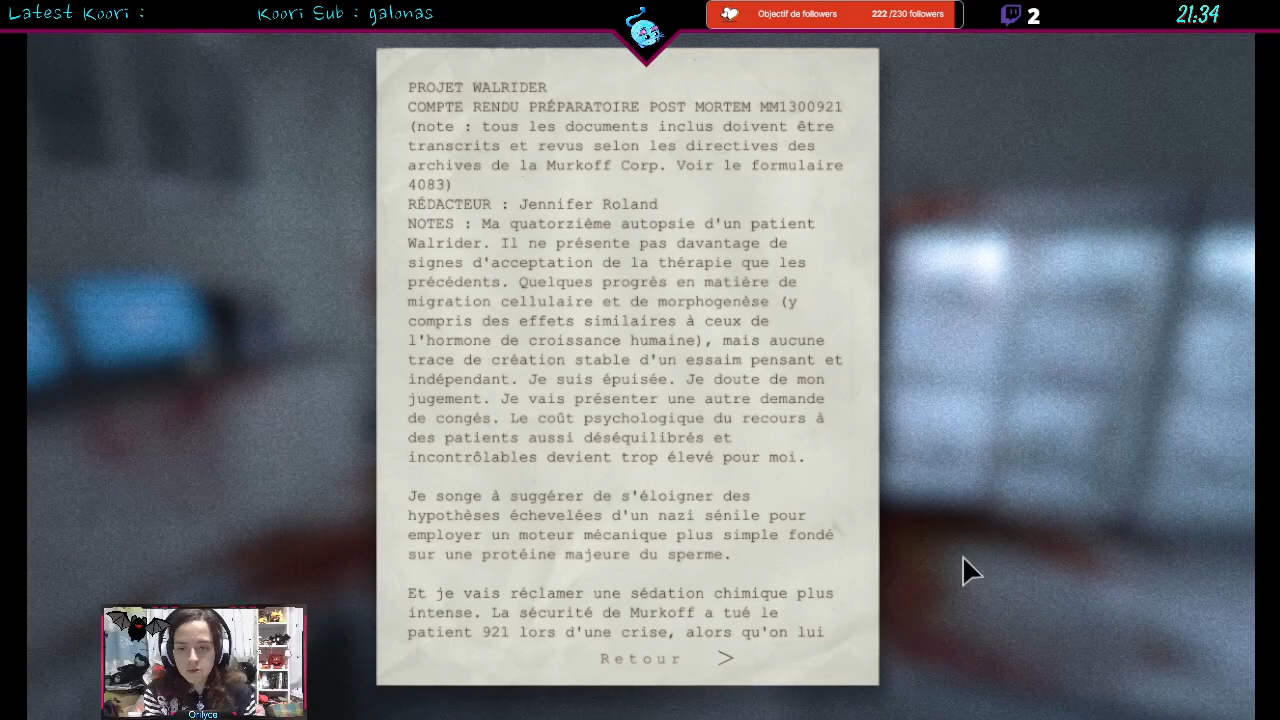 Latest Koori :
Koori Sub : galonas
Objectif de followers
222 /230 followers
2
21:34
PROJET WALRIDER
COMPTE RENDU PRÉPARATOIRE POST MORTEM MM1300921
(note : tous les documents inclus doivent être
transcrits et revus selon les directives des
archives de la Murkoff Corp. Voir le formulaire
4083)
RÉDACTEUR : Jennifer Roland
NOTES : Ma quatorzième autopsie d'un patient
Walrider. Il ne présente pas davantage de
signes d'acceptation de la thérapie que les
précédents. Quelques progrès en matière de
migration cellulaire et de morphogenèse (y
compris des effets similaires à ceux de
l'hormone de croissance humaine), mais aucune
trace de création stable d'un essaim pensant et
indépendant. Je suis épuisée. Je doute de mon
jugement. Je vais présenter une autre demande
de congés. Le coût psychologique du recours à
des patients aussi déséquilibrés et
incontrôlables devient trop élevé pour moi.
Je songe à suggérer de s'éloigner des
hypothèses échevelées d'un nazi sénile pour
employer un moteur mécanique plus simple fondé
sur une protéine majeure du sperme.
Et je vais réclamer une sédation chimique plus
intense. La sécurité de Murkoff a tué le
patient 921 lors d'une crise, alors qu'on lui
Retour >
Orilyce